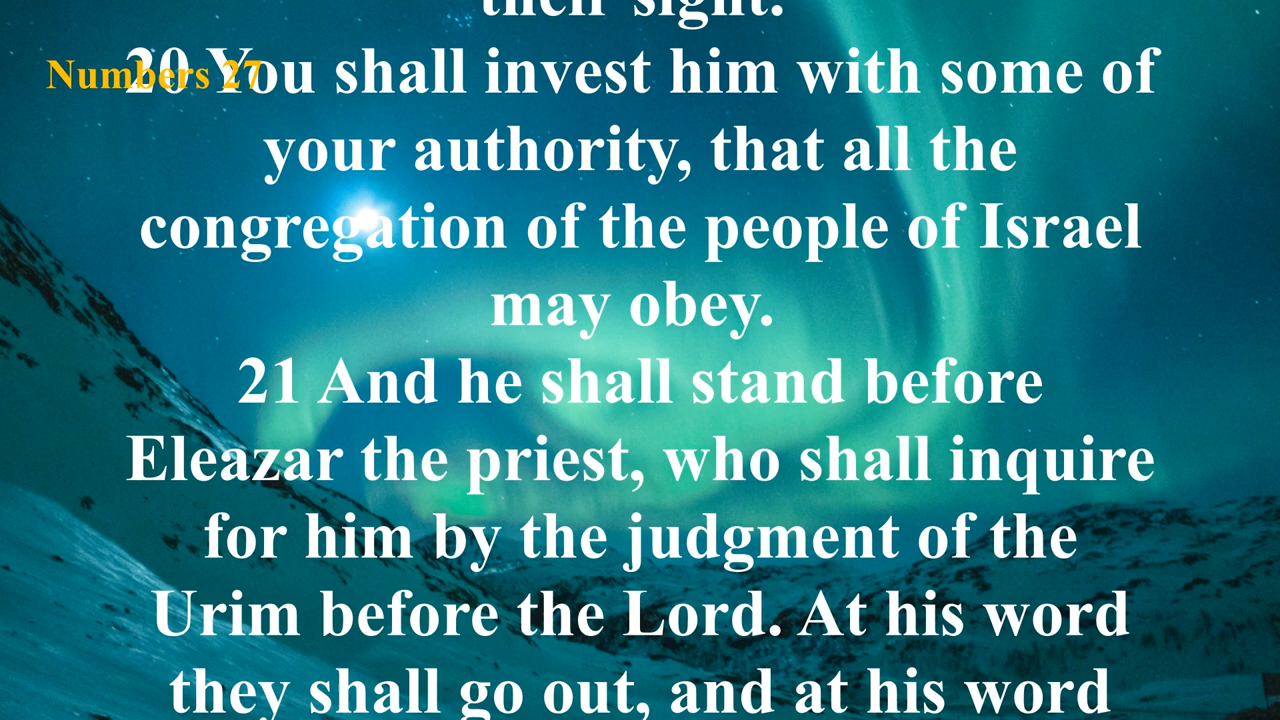 their sight.
Numbers 27
20 You shall invest him with some of
your authority, that all the
congregation of the people of Israel
may obey.
21 And he shall stand before
Eleazar the priest, who shall inquire
for him by the judgment of the
Urim before the Lord. At his word
they shall go out, and at his word